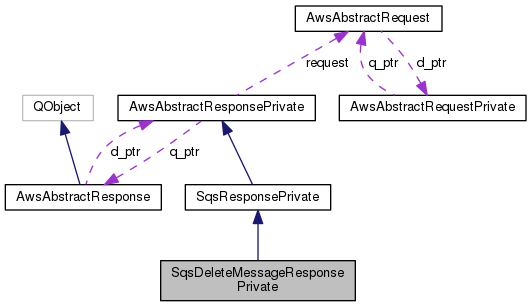 AwsAbstractRequest
request
q_ptr
d_ptr
QObject
AwsAbstractResponsePrivate
AwsAbstractRequestPrivate
d_ptr
q_ptr
AwsAbstractResponse
SqsResponsePrivate
SqsDeleteMessageResponse
Private